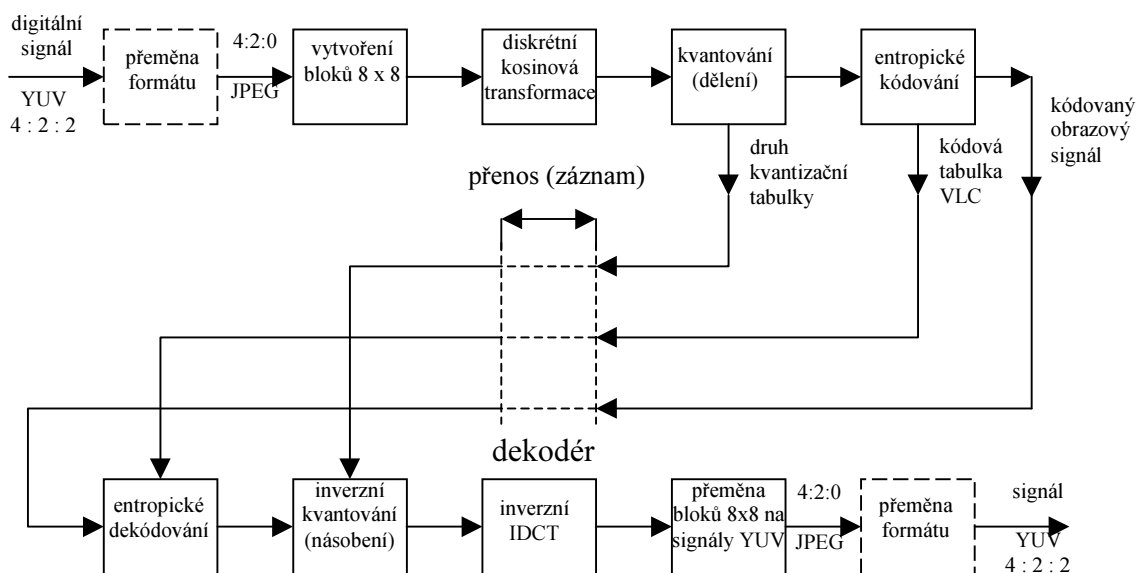 digitální
signál
YUV
4 : 2 : 2
přeměna
formátu
4:2:0
JPEG
vytvoření
bloků 8 x 8
diskrétní
kosinová
transformace
kvantování
(dělení)
entropické
kódování
kódovaný
obrazový
signál
druh
kvantizační
tabulky
kódová
tabulka
VLC
přenos (záznam)
dekodér
entropické
dekódování
inverzní
kvantování
(násobení)
inverzní
IDCT
přeměna
bloků 8x8 na
signály YUV
4:2:0
JPEG
přeměna
formátu
signál
YUV
4 : 2 : 2